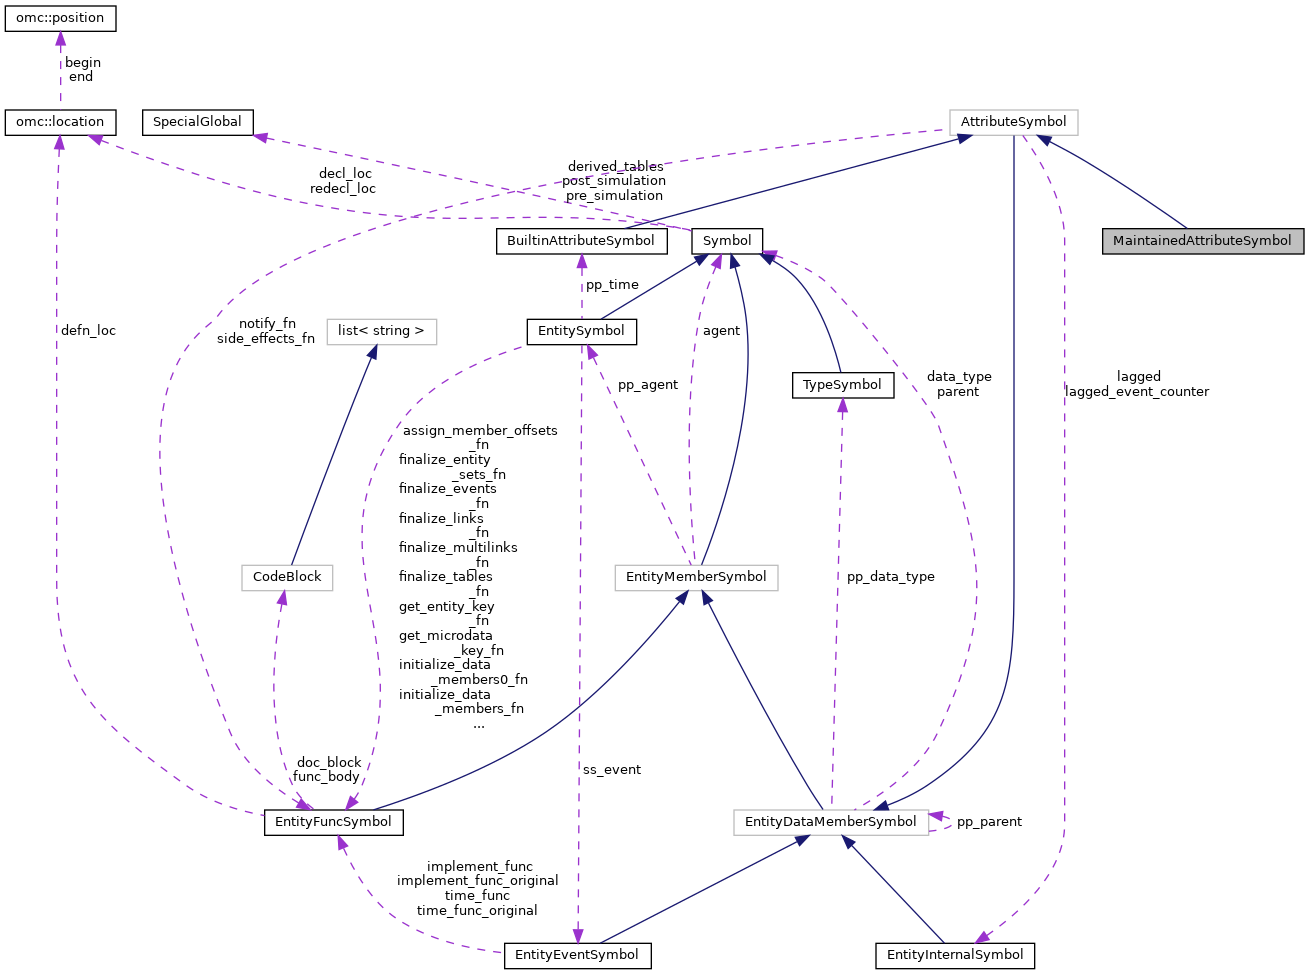 omc::position
begin
end
omc::location
SpecialGlobal
AttributeSymbol
derived_tables
post_simulation
pre_simulation
decl_loc
redecl_loc
BuiltinAttributeSymbol
Symbol
MaintainedAttributeSymbol
pp_time
defn_loc
notify_fn
side_effects_fn
list< string >
EntitySymbol
agent
pp_agent
TypeSymbol
data_type
parent
lagged
lagged_event_counter
assign_member_offsets
_fn
finalize_entity
_sets_fn
finalize_events
_fn
finalize_links
_fn
finalize_multilinks
_fn
finalize_tables
_fn
get_entity_key
_fn
get_microdata
_key_fn
initialize_data
_members0_fn
initialize_data
_members_fn
...
CodeBlock
EntityMemberSymbol
pp_data_type
doc_block
func_body
ss_event
EntityFuncSymbol
EntityDataMemberSymbol
pp_parent
implement_func
implement_func_original
time_func
time_func_original
EntityEventSymbol
EntityInternalSymbol